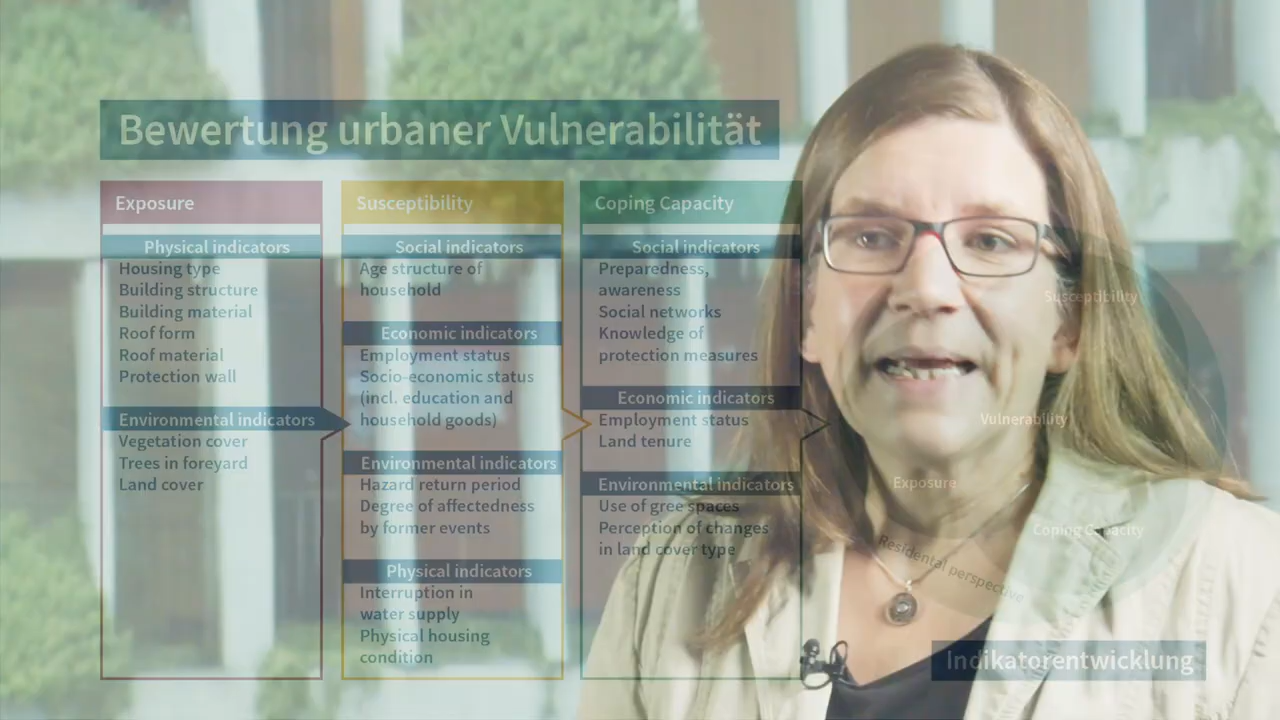 Bewertung urbaner Vulnerabilität
Exposure
Physical indicators
Housing type
Building structure
Building material
Roof form
Roof material
Protection wall
Environmental indicators
Vegetation cover
Trees in foreyard
Land cover
Susceptibility
Social indicators
Age structure of
household
Economic indicators
Employment status
Socio-economic status
(incl. education and
household goods)
Environmental indicators
Hazard return period
Degree of affectedness
by former events
Physical indicators
Interruption in
water supply
Physical housing
condition
Coping Capacity
Social indicators
Preparedness,
awareness
Social networks
Knowledge of
protection measures
Economic indicators
Employment status
Land tenure
Environmental indicators
Use of gree spaces
Perception of changes
in land cover type
Susceptibility
Vulnerability
Exposure
Coping Capacity
Residental perspective
Indikatorentwicklung